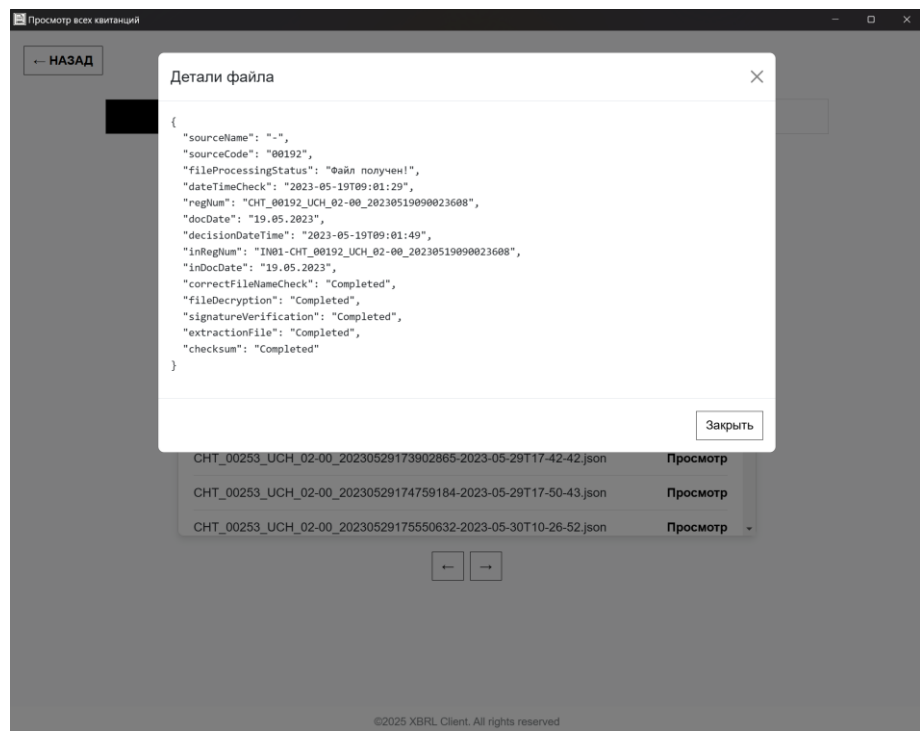 Просмотр всех квитанций
← НАЗАД
Детали файла
{
"sourceName": "-",
"sourceCode": "00192",
"fileProcessingStatus": "Файл получен!",
"dateTimeCheck": "2023-05-19T09:01:29",
"regNum": "CHT_00192_UCH_02-00_20230519090023608",
"docDate": "19.05.2023",
"decisionDateTime": "2023-05-19T09:01:49",
"inRegNum": "IN01-CHT_00192_UCH_02-00_20230519090023608",
"inDocDate": "19.05.2023",
"correctFileNameCheck": "Completed",
"fileDecryption": "Completed",
"signatureVerification": "Completed",
"extractionFile": "Completed",
"checksum": "Completed"
}
Закрыть
CHT_00253_UCH_02-00_20230529173902865-2023-05-29T17-42-42.json Просмотр
CHT_00253_UCH_02-00_20230529174759184-2023-05-29T17-50-43.json Просмотр
CHT_00253_UCH_02-00_20230529175550632-2023-05-30T10-26-52.json Просмотр
← →
©2025 XBRL Client. All rights reserved